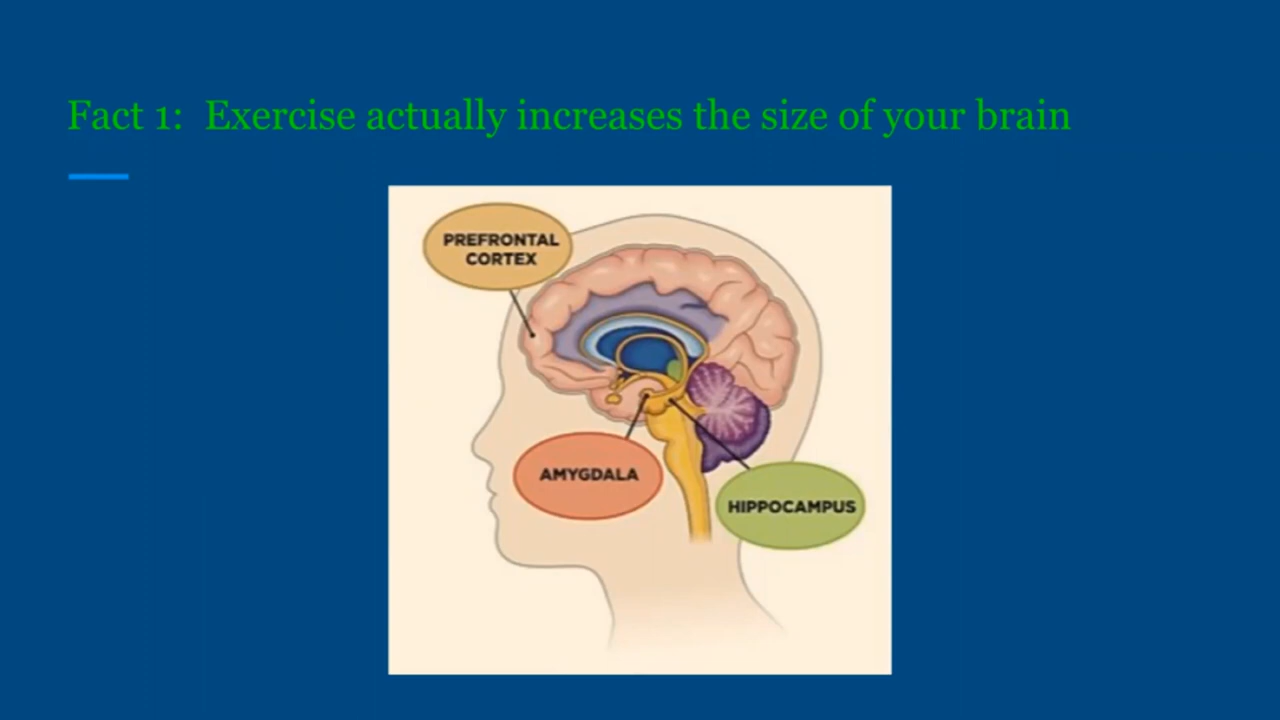 Fact 1:  Exercise actually increases the size of your brain
PREFRONTAL
CORTEX
AMYGDALA
HIPPOCAMPUS